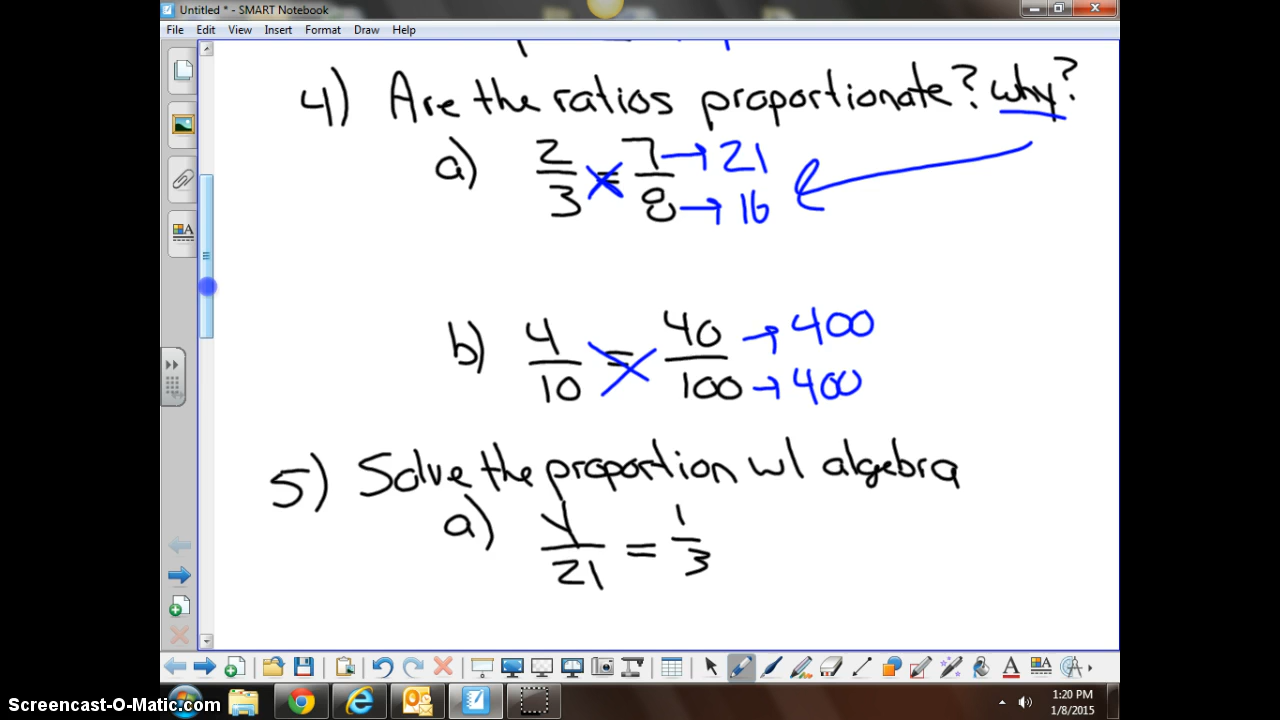 Untitled * - SMART Notebook
File Edit View Insert Format Draw Help
4) Are the ratios proportionate? why?
a) 2/3 = 7/8 → 21 → 16
b) 4/10 = 40/100 → 400 → 400
5) Solve the proportion w/ algebra
a) y/21 = 1/3
1:20 PM
1/8/2015
Screencast-O-Matic.com